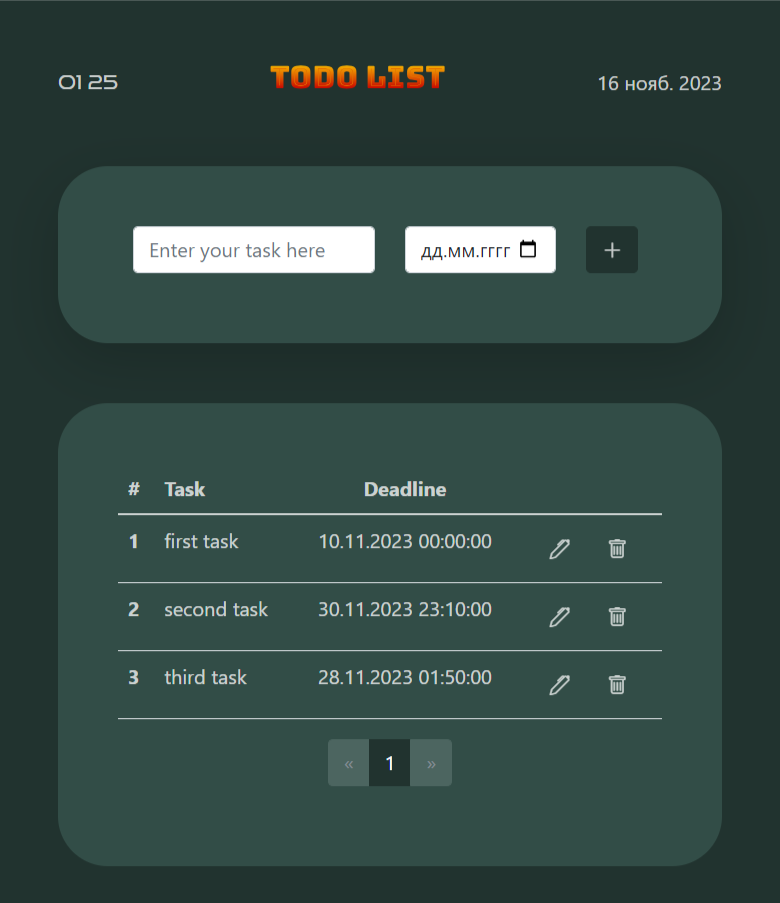 01 25 TODO LIST 16 нояб. 2023
Enter your task here дд.мм.гггг +
# Task Deadline
1 first task 10.11.2023 00:00:00
2 second task 30.11.2023 23:10:00
3 third task 28.11.2023 01:50:00
« 1 »